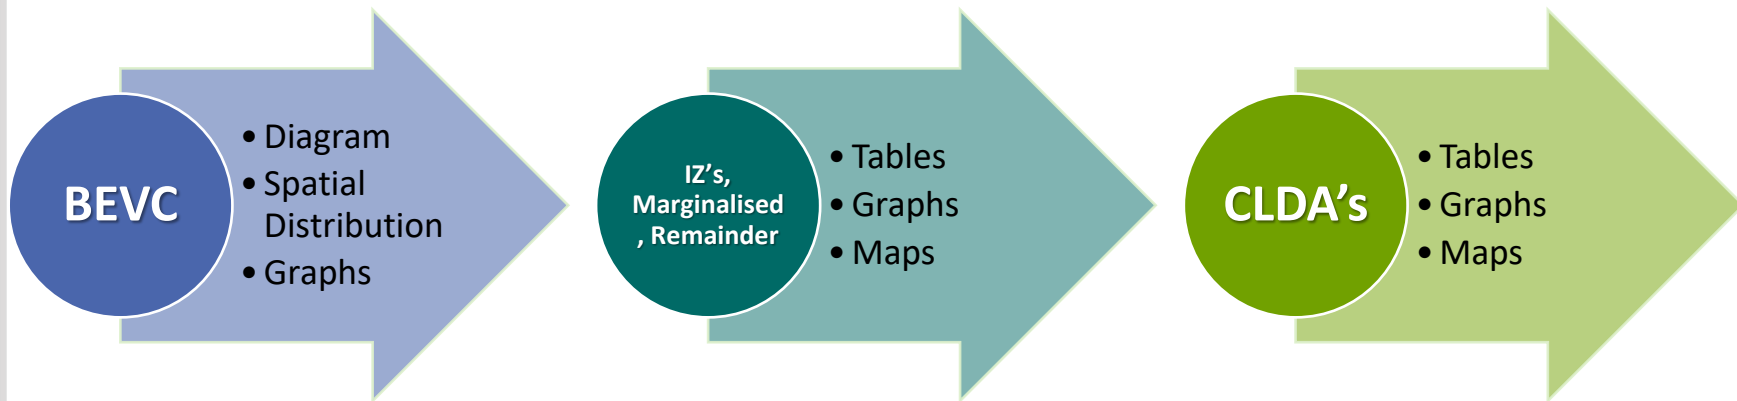 BEVC
• Diagram
• Spatial
Distribution
• Graphs
IZ's,
Marginalised
, Remainder
• Tables
• Graphs
• Maps
CLDA's
• Tables
• Graphs
• Maps